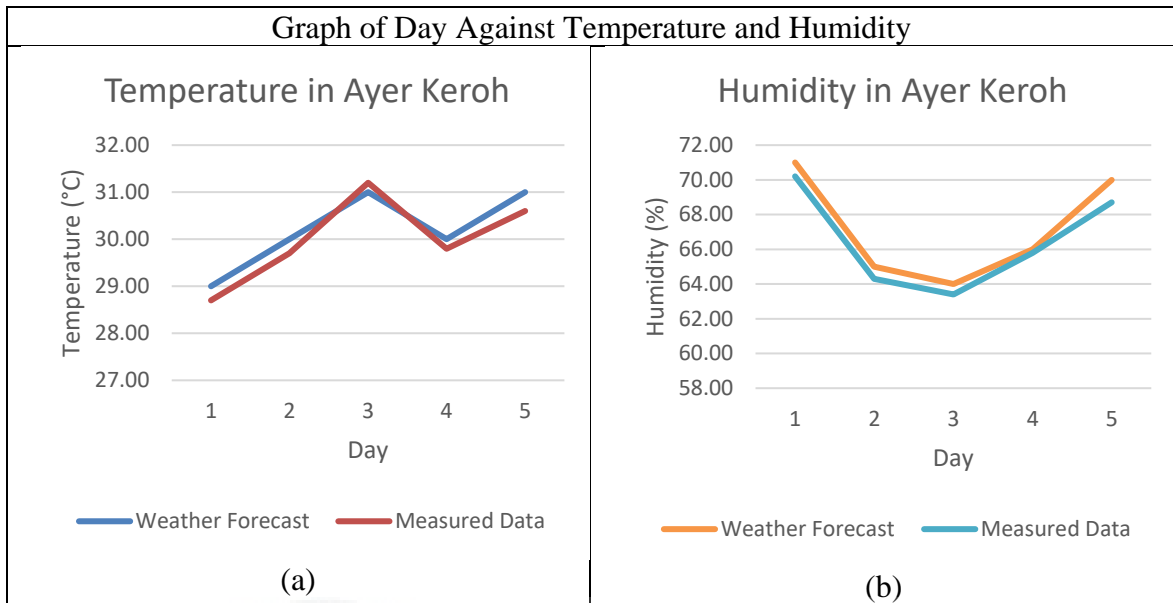 Graph of Day Against Temperature and Humidity
Temperature in Ayer Keroh
32.00
31.00
30.00
29.00
28.00
27.00
Temperature (°C)
1 2 3 4 5
Day
Weather Forecast Measured Data
(a)
Humidity in Ayer Keroh
72.00
70.00
68.00
66.00
64.00
62.00
60.00
58.00
Humidity (%)
1 2 3 4 5
Day
Weather Forecast Measured Data
(b)